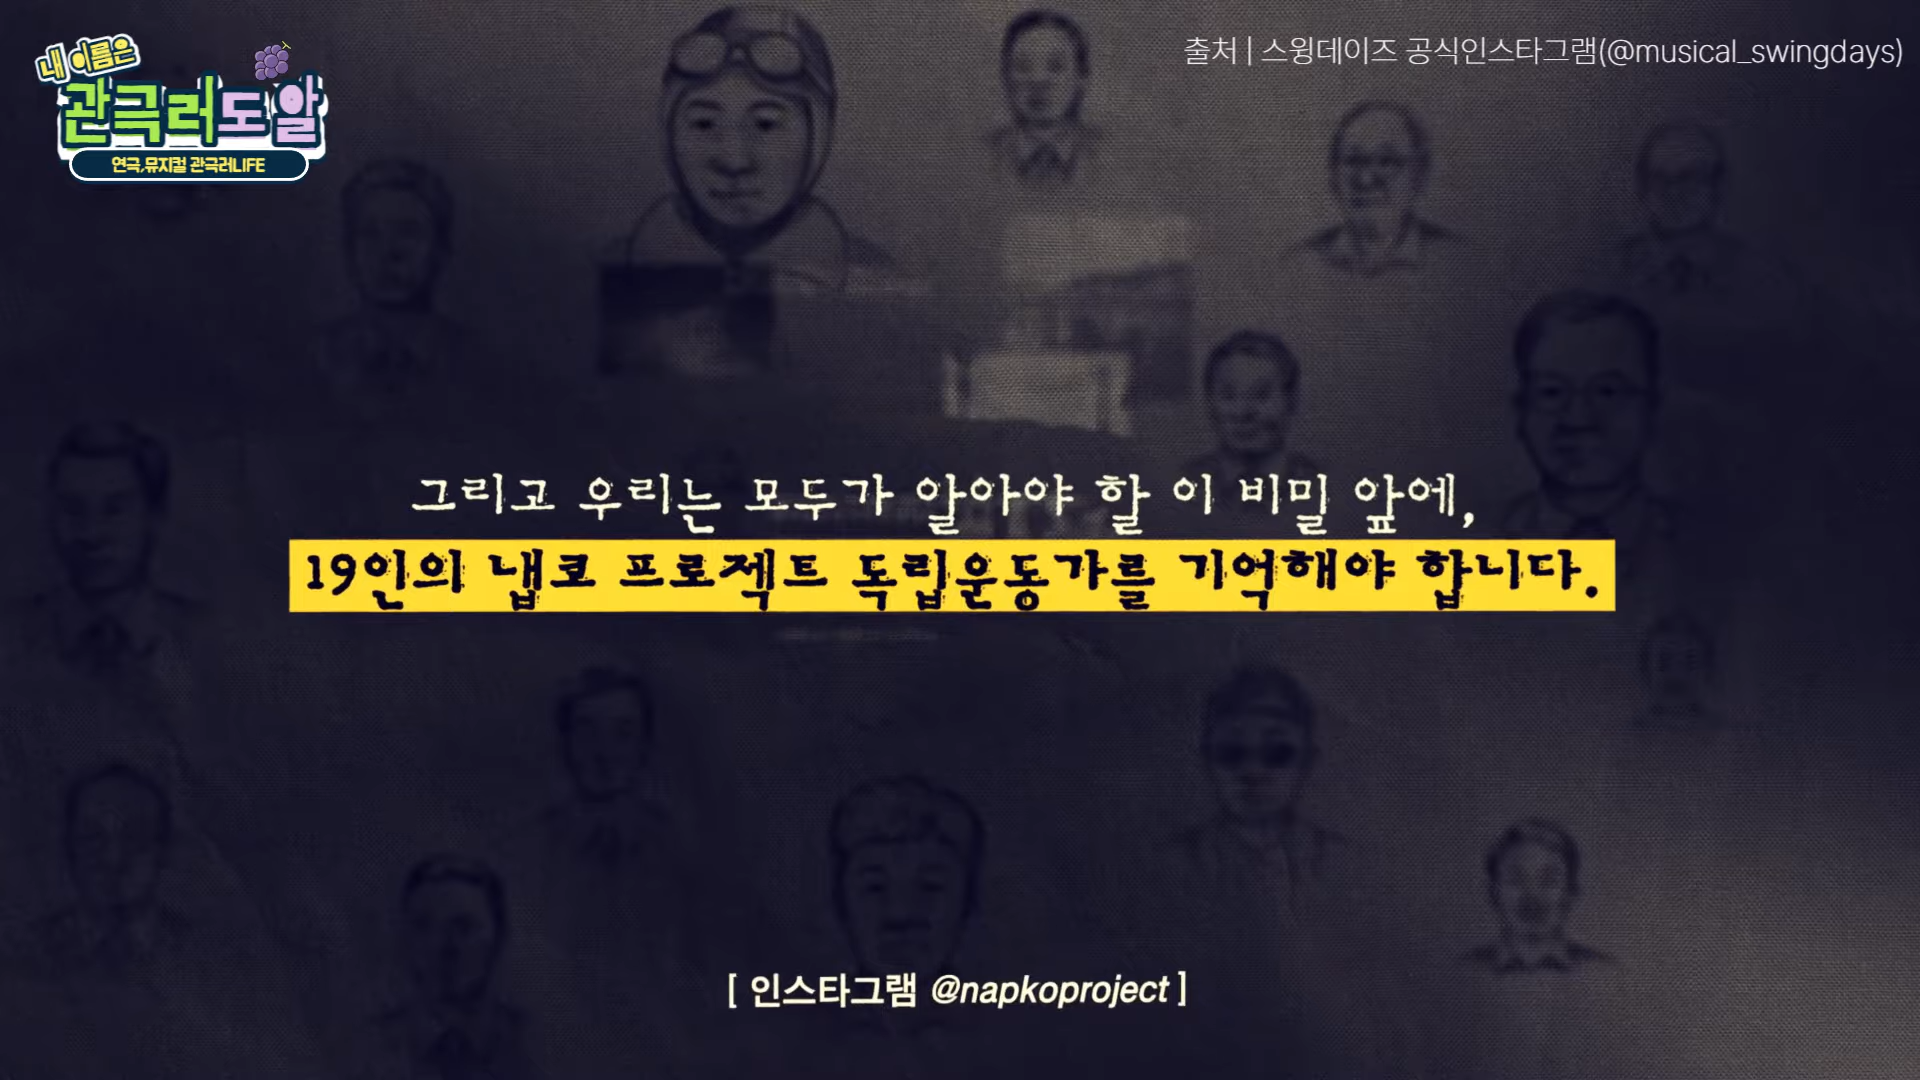 내 이름은
관극러도알
연극,뮤지컬 관극러LIFE
출처 | 스윙데이즈 공식인스타그램(@musical_swingdays)
그리고 우리는 모두가 알아야 할 이 비밀 앞에,
19인의 냅코 프로젝트 독립운동가를 기억해야 합니다.
[ 인스타그램 @napkoproject ]